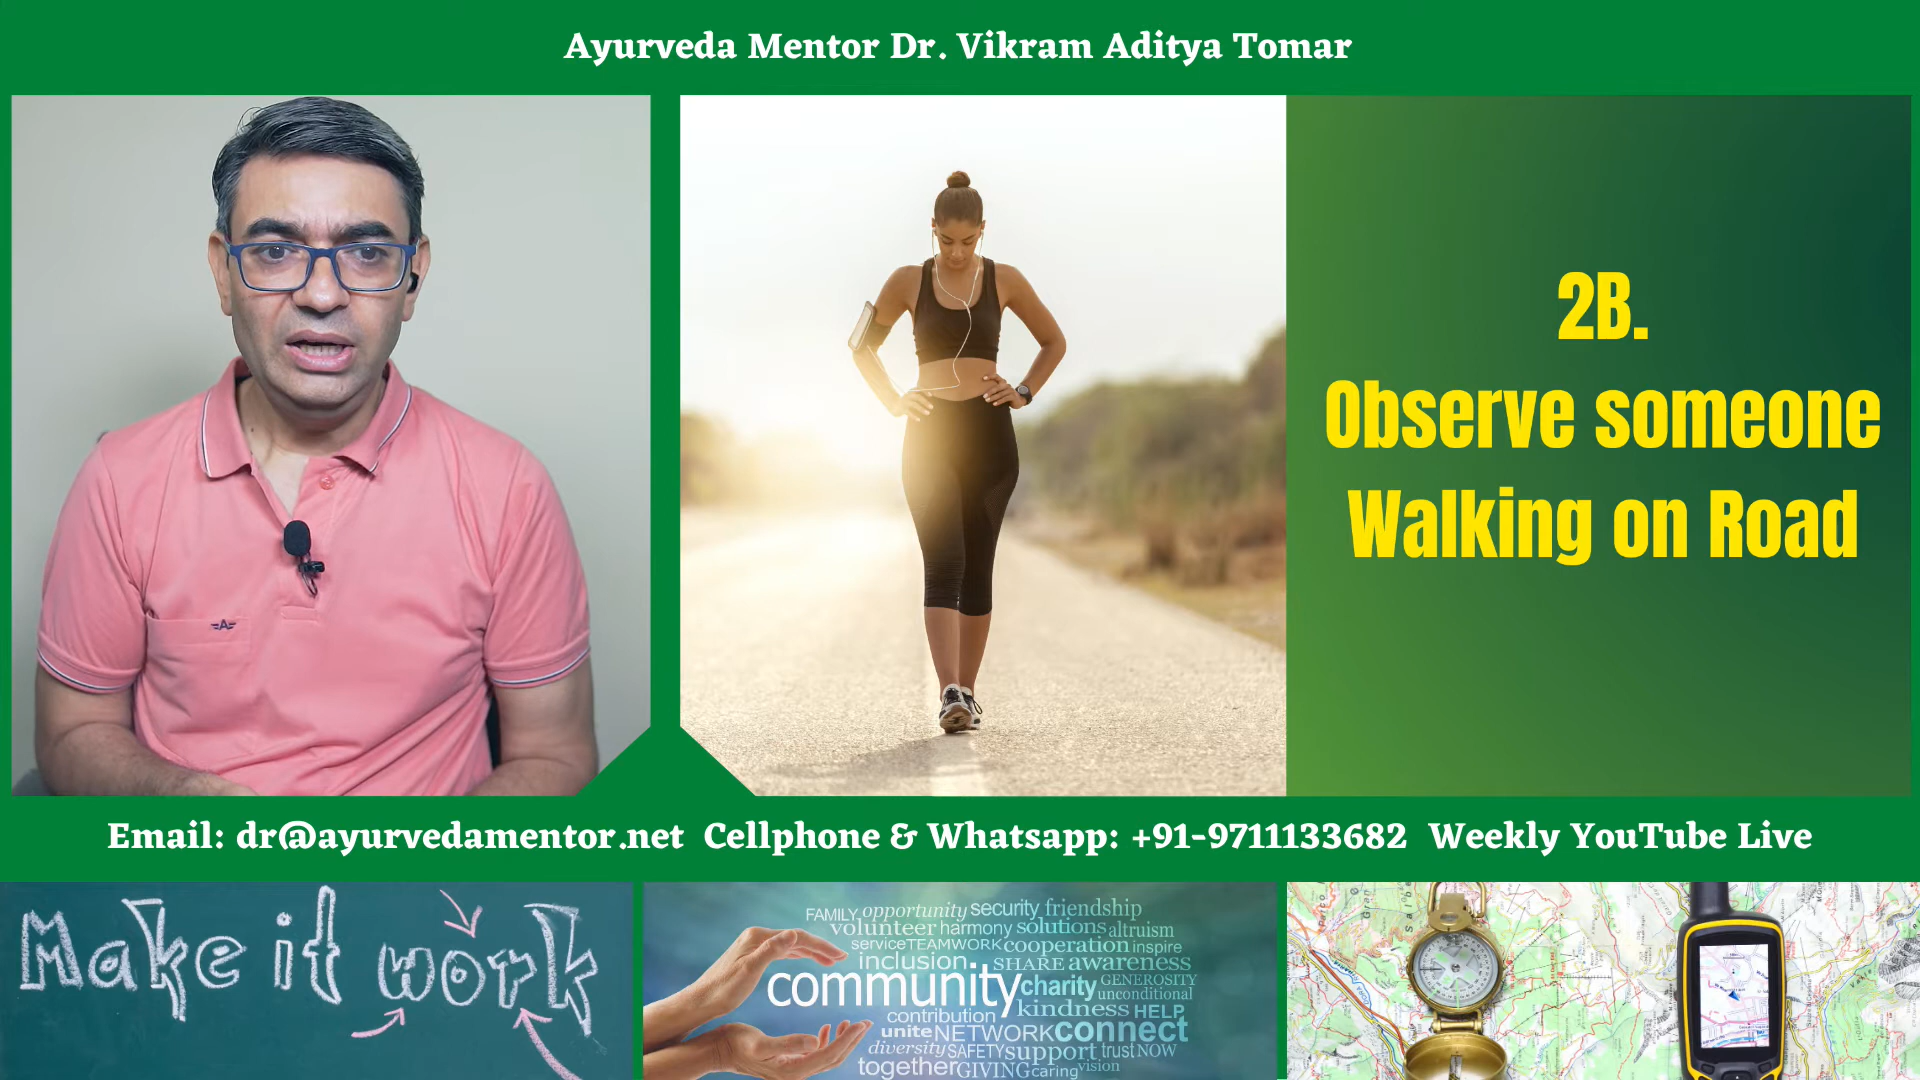 Ayurveda Mentor Dr. Vikram Aditya Tomar
2B.
Observe someone
Walking on Road
A
Email: dr@ayurvedamentor.net Cellphone & Whatsapp: +91-9711133682 Weekly YouTube Live
Make it work
FAMILY opportunity security friendship
volunteer harmony solutions altruism
service TEAMWORK cooperation inspire
inclusion SHARE awareness
community charity GENEROSITY
unconditional
contribution kindness HELP
unite NETWORK connect
diversity SAFETY support trust NOW
together GIVING caring vision